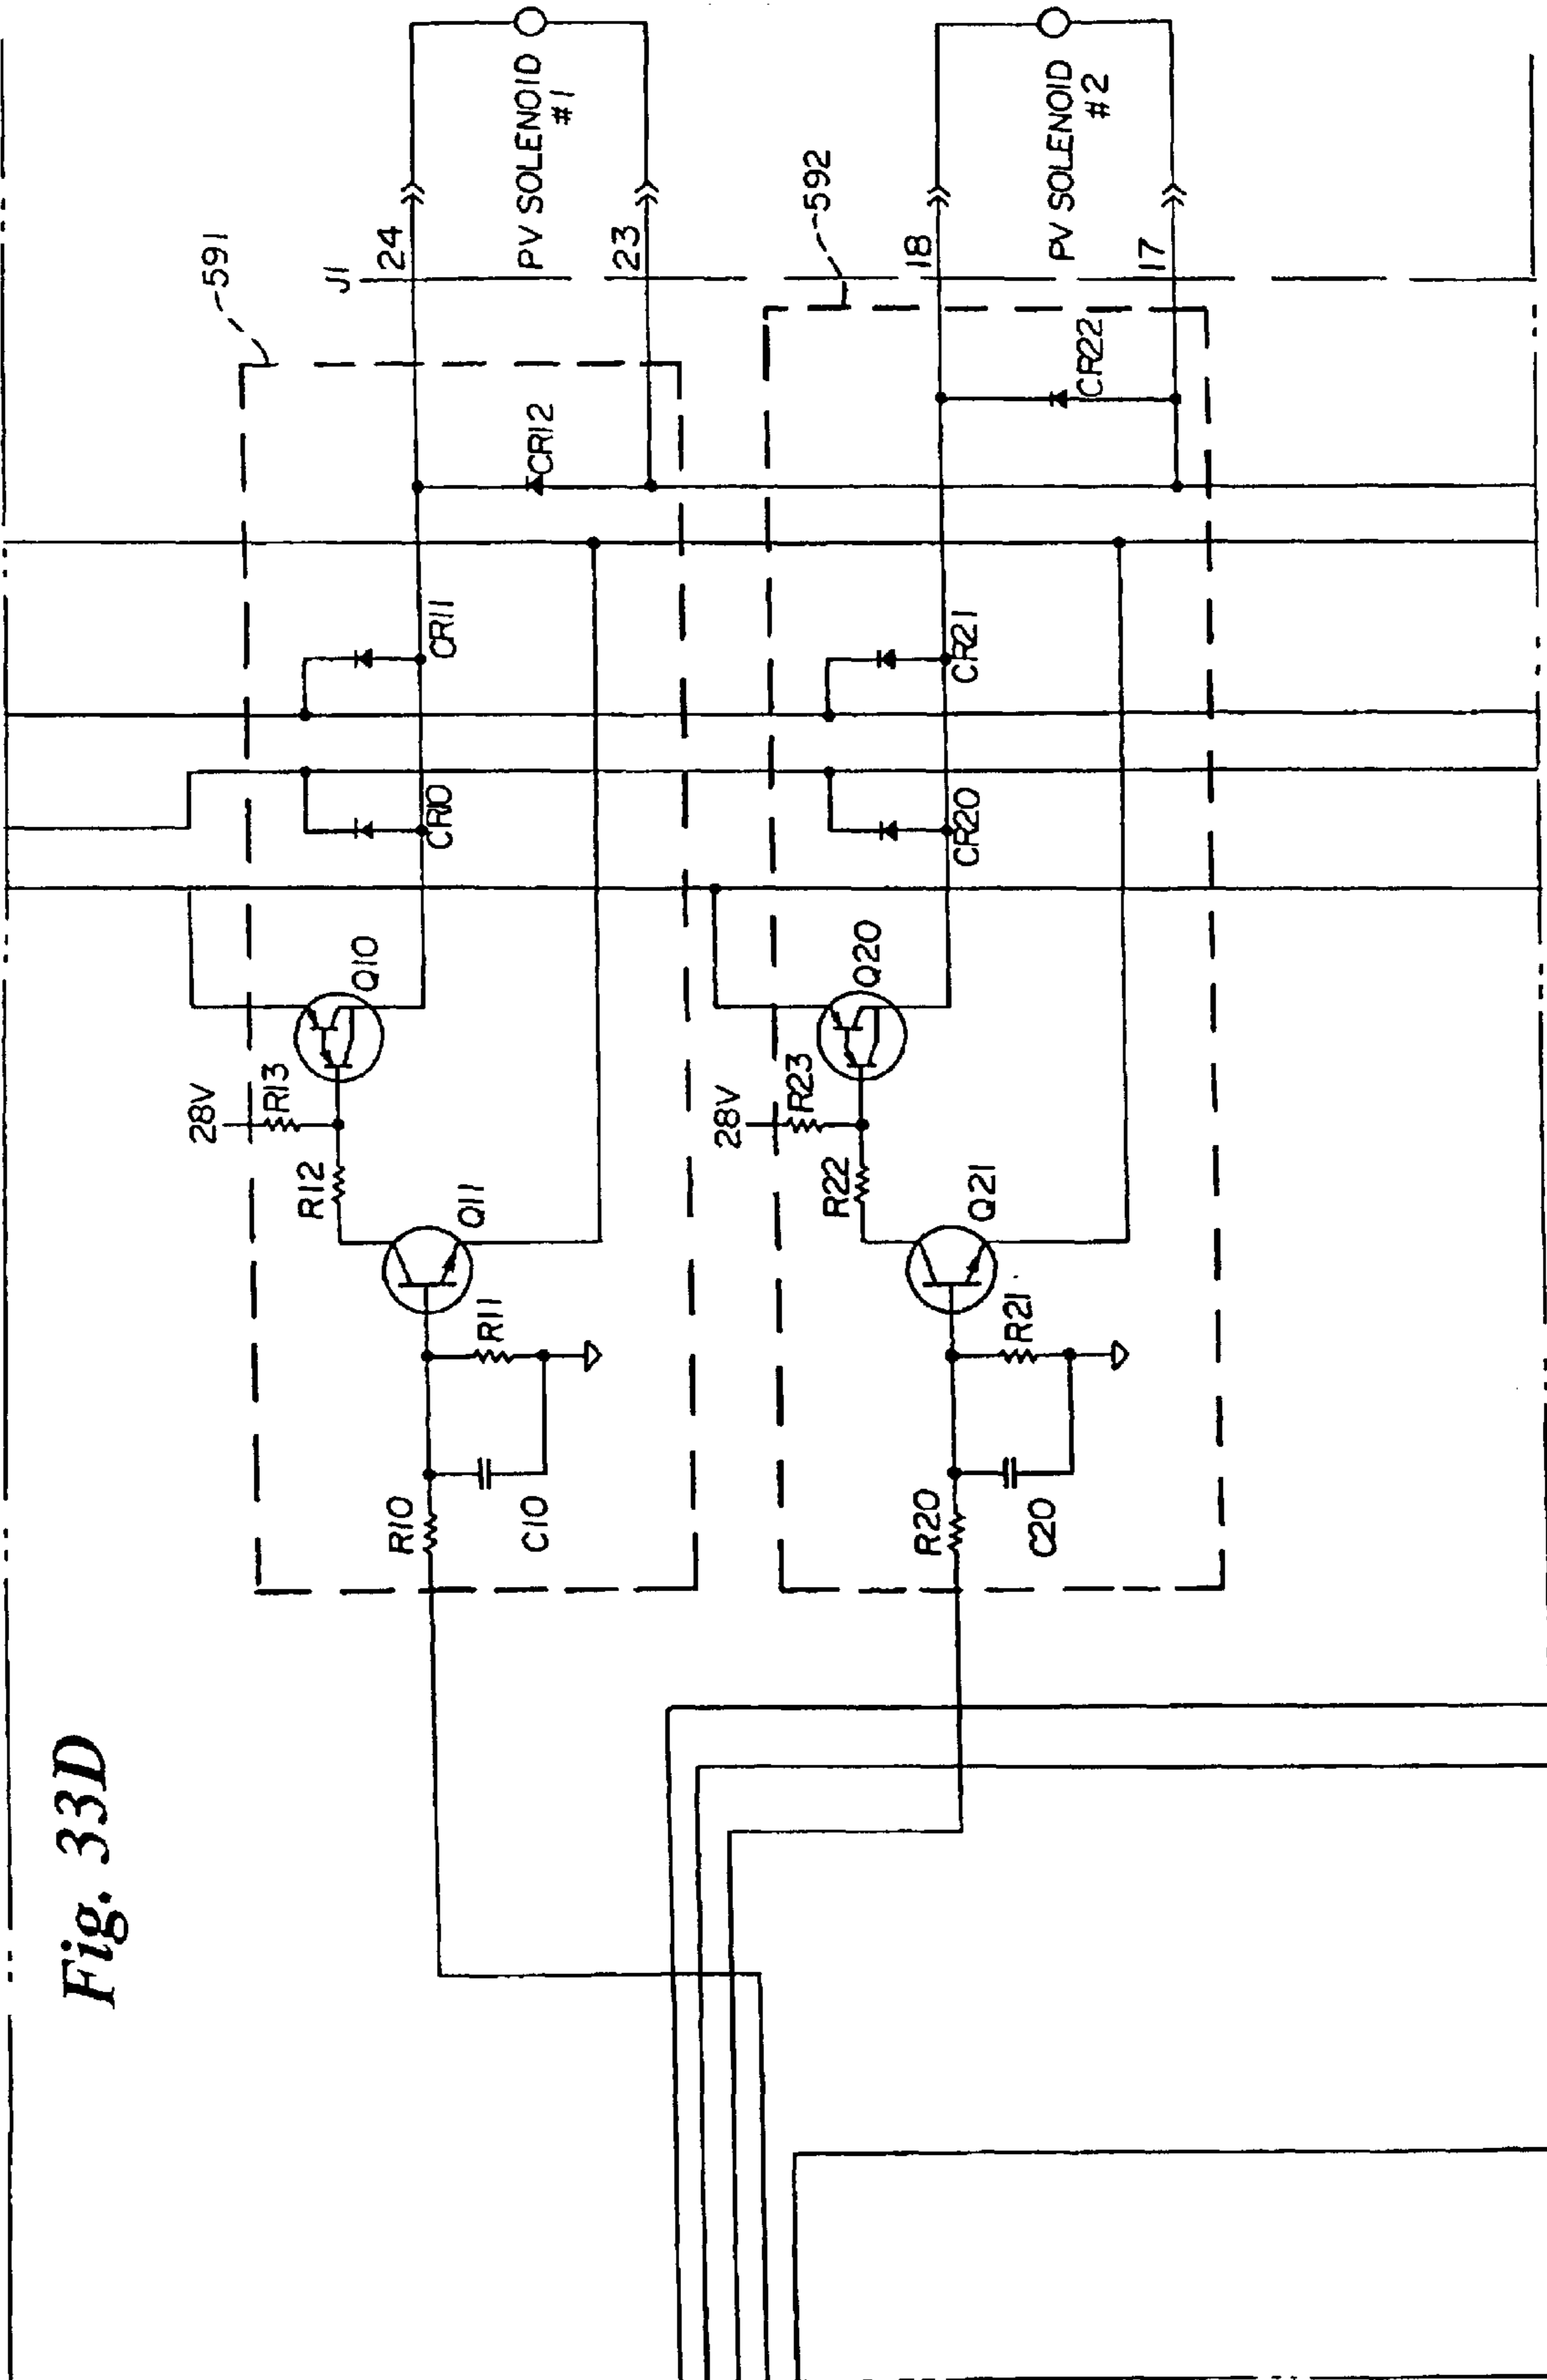 Fig. 33D
591
J1
24
PV SOLENOID
#1
23
CR12
CR11
CR10
Q10
28V
R13
R12
Q11
R11
R10
C10
592
18
PV SOLENOID
#2
17
CR22
CR21
CR20
Q20
28V
R23
R22
Q21
R21
R20
C20